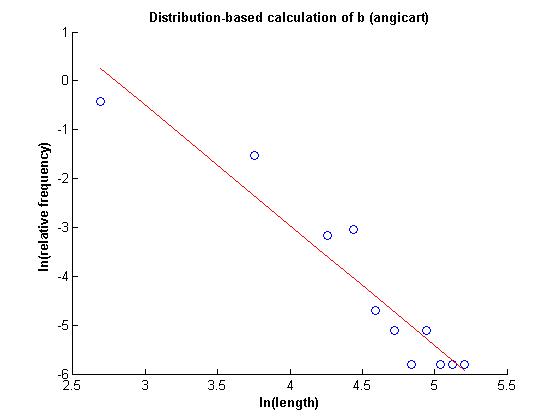 Distribution-based calculation of b (angicart)
1
0
-1
-2
-3
-4
-5
-6
ln(relative frequency)
2.5 3 3.5 4 4.5 5 5.5
ln(length)